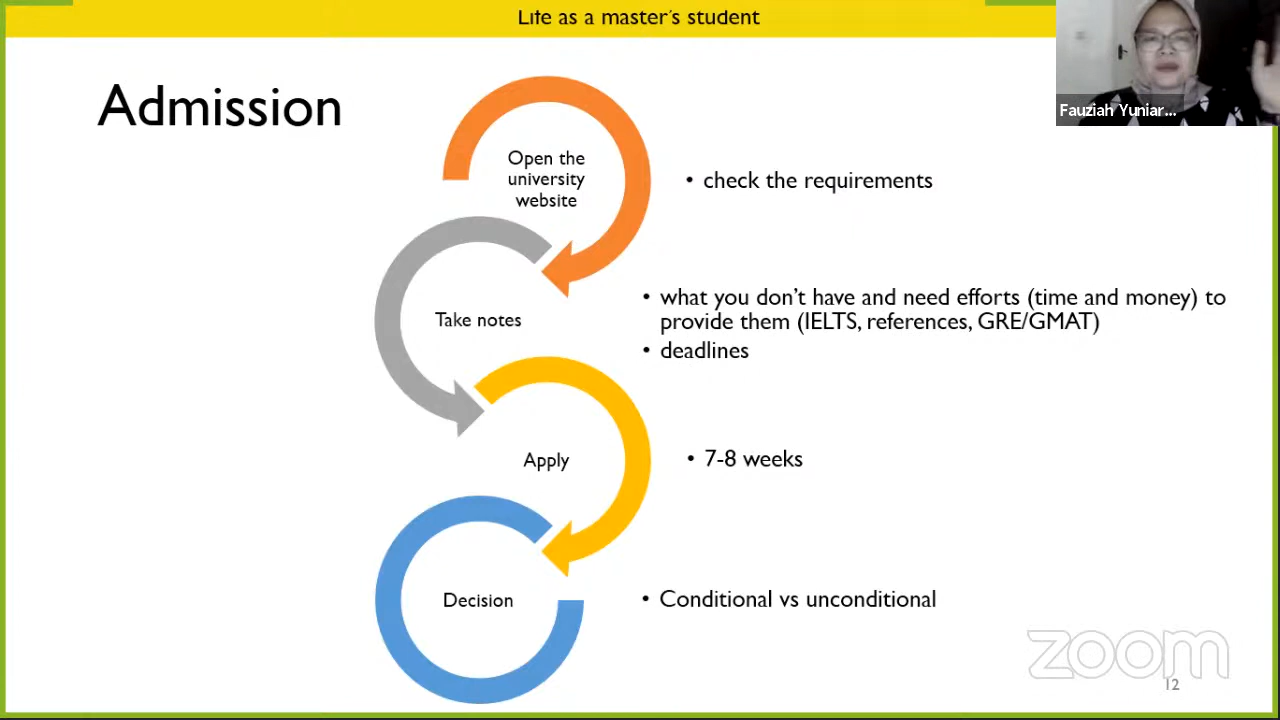 Life as a master's student
Fauziah Yuniar...
Admission
Open the
university
website
• check the requirements
Take notes
• what you don't have and need efforts (time and money) to
provide them (IELTS, references, GRE/GMAT)
• deadlines
Apply
• 7-8 weeks
Decision
• Conditional vs unconditional
zoom
12